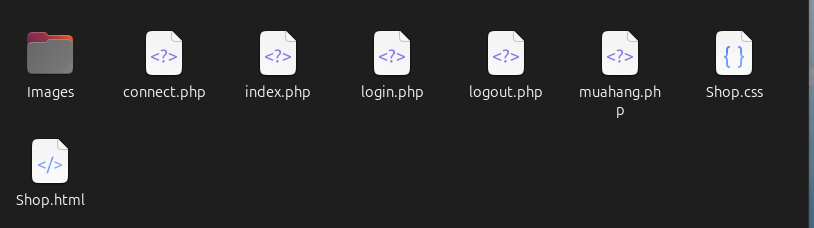 Images
connect.php
index.php
login.php
logout.php
muahang.ph
p
Shop.css
Shop.html